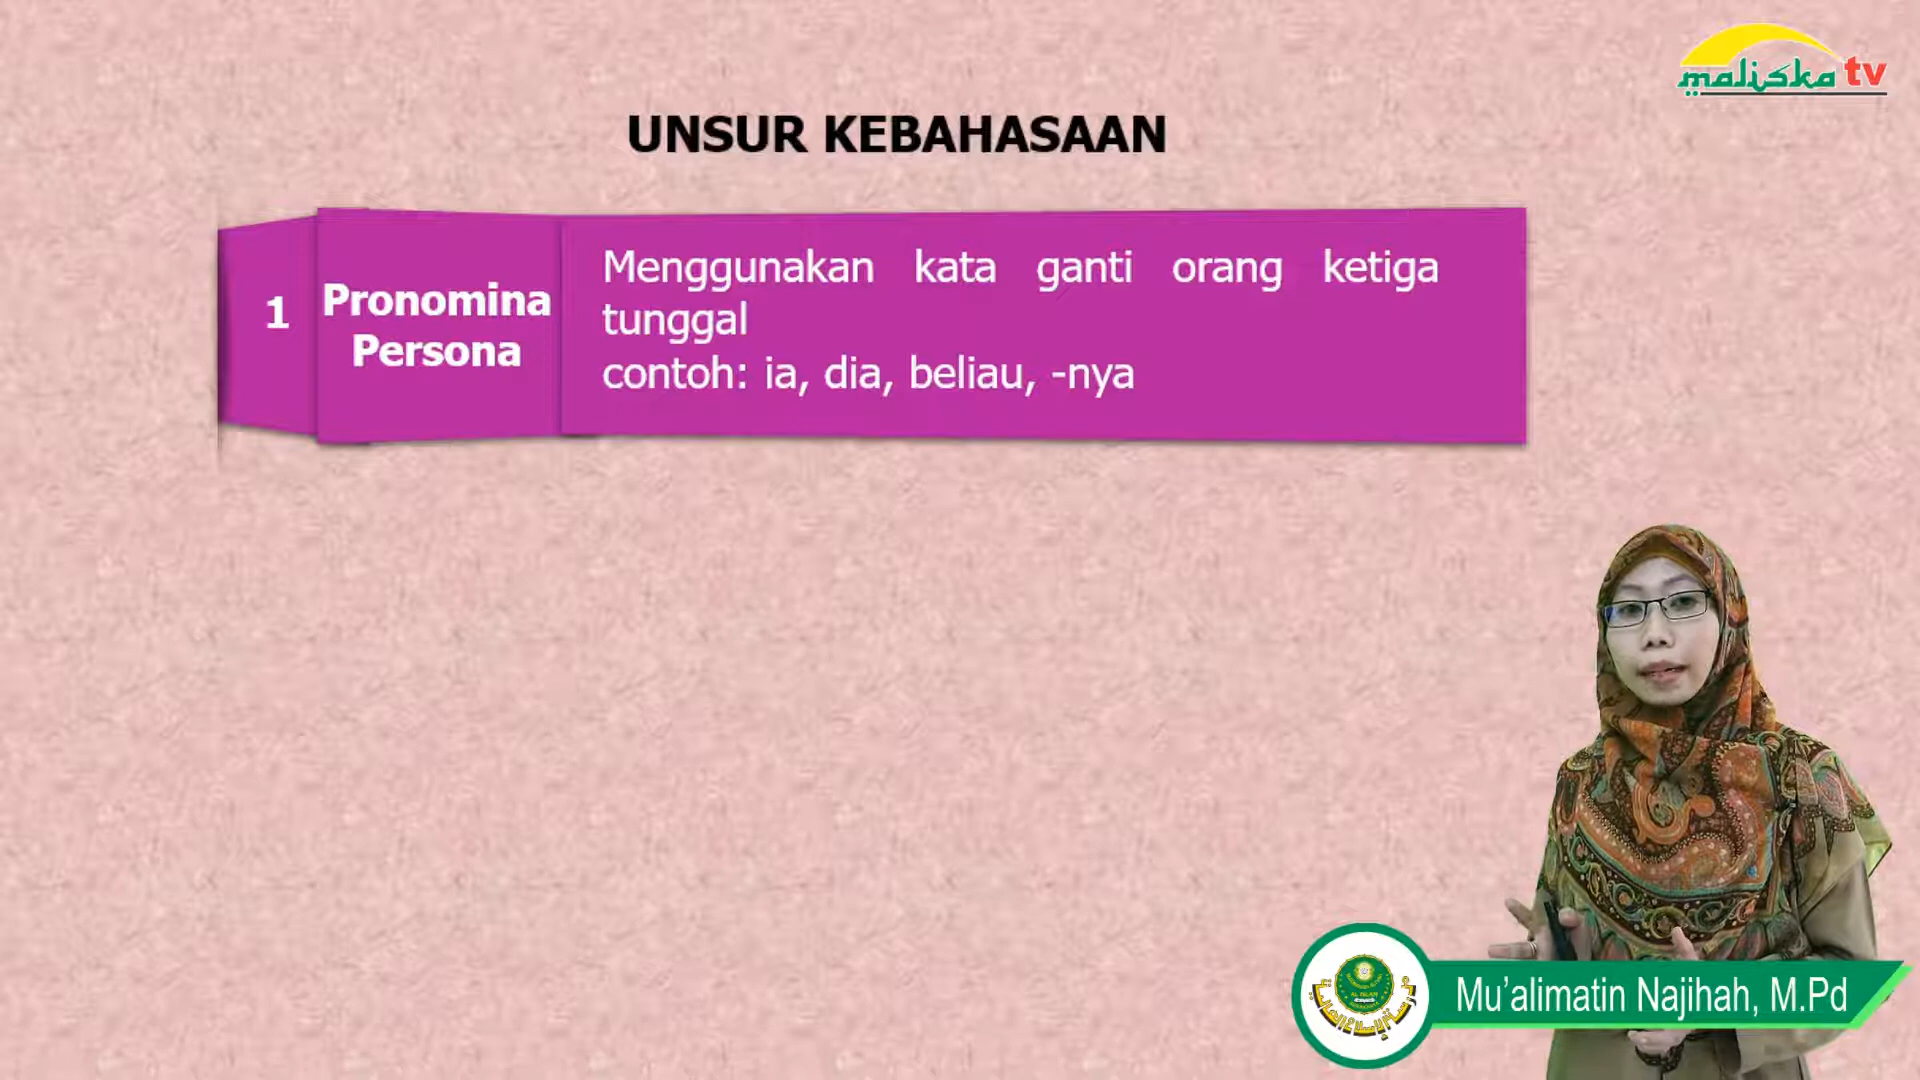 maliska tv
UNSUR KEBAHASAAN
1
Pronomina
Persona
Menggunakan kata ganti orang ketiga
tunggal
contoh: ia, dia, beliau, -nya
Mu'alimatin Najihah, M.Pd